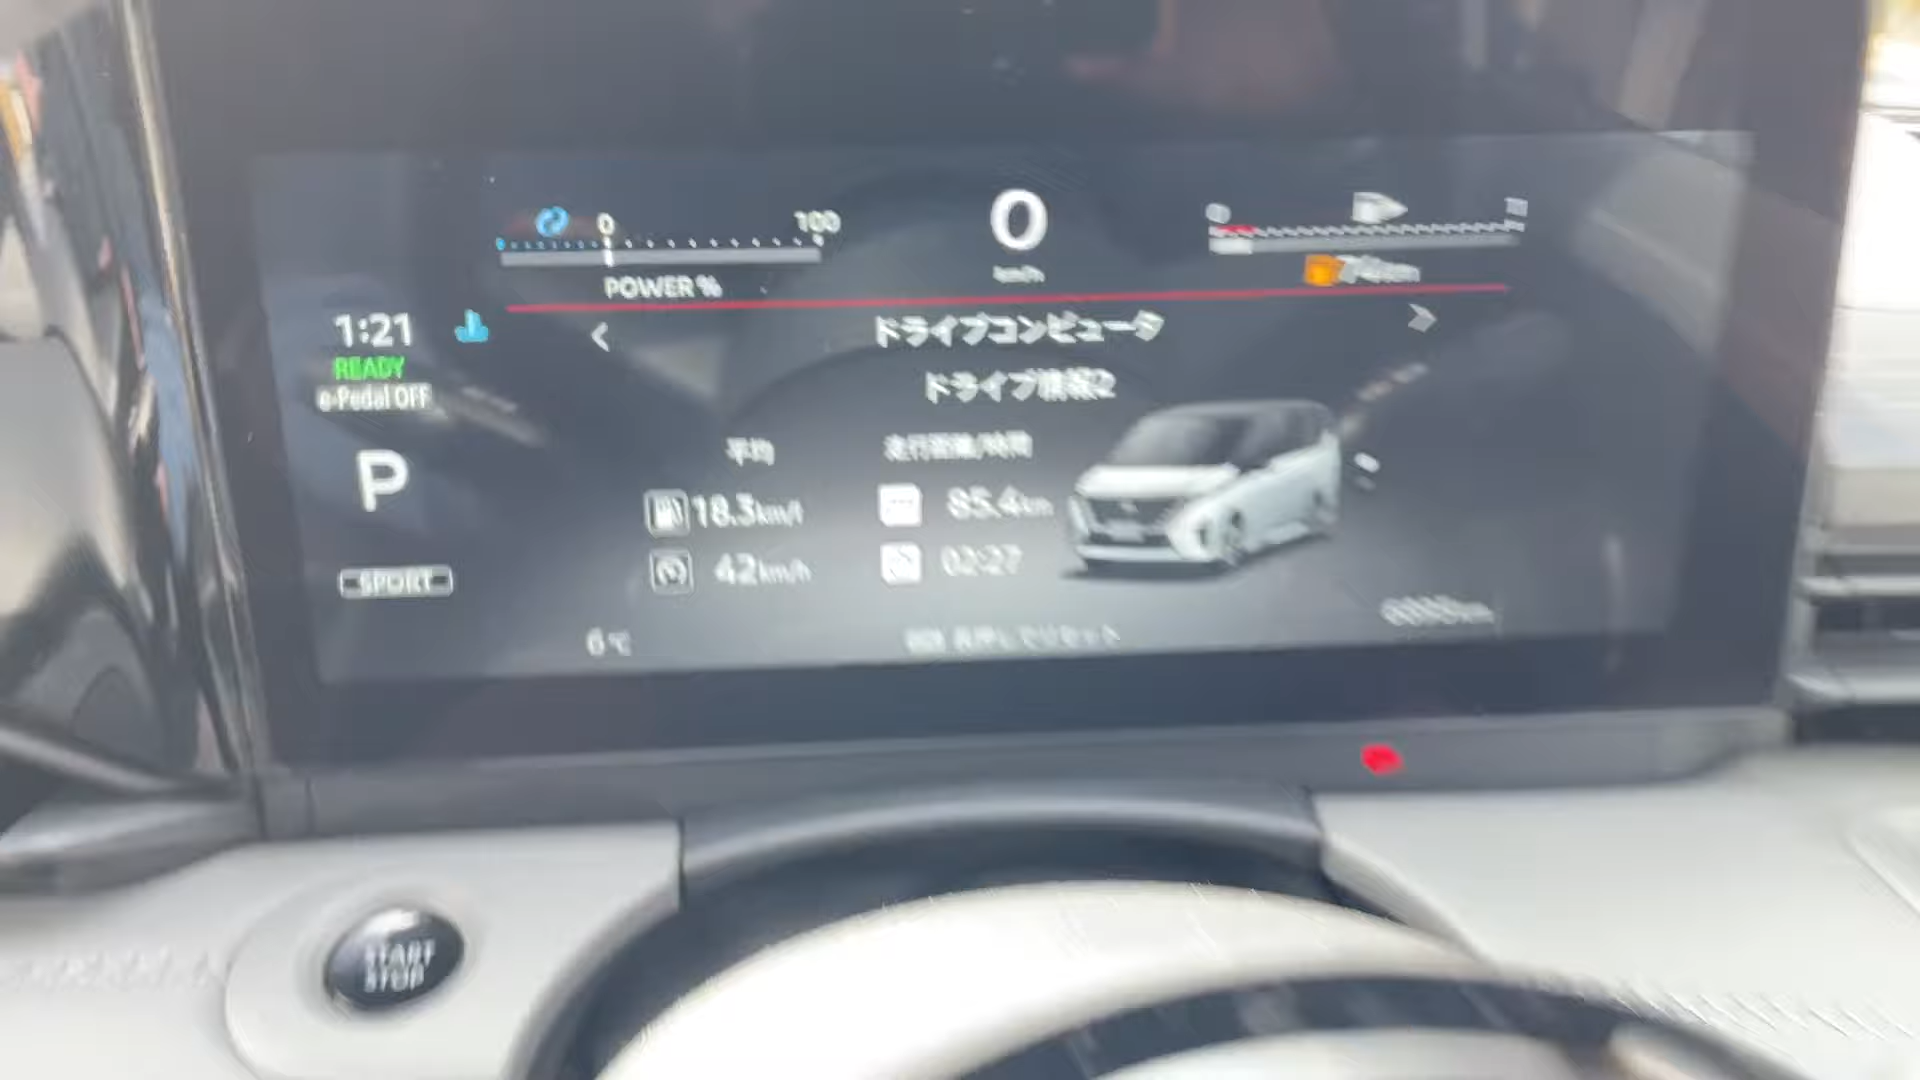 0 100
POWER %
0
km/h
1:21
READY
e-Pedal OFF
P
SPORT
ドライブコンピュータ
ドライブ情報2
平均
走行距離/時間
18.3km/l
85.4km
42km/h
02:27
6℃
START
STOP